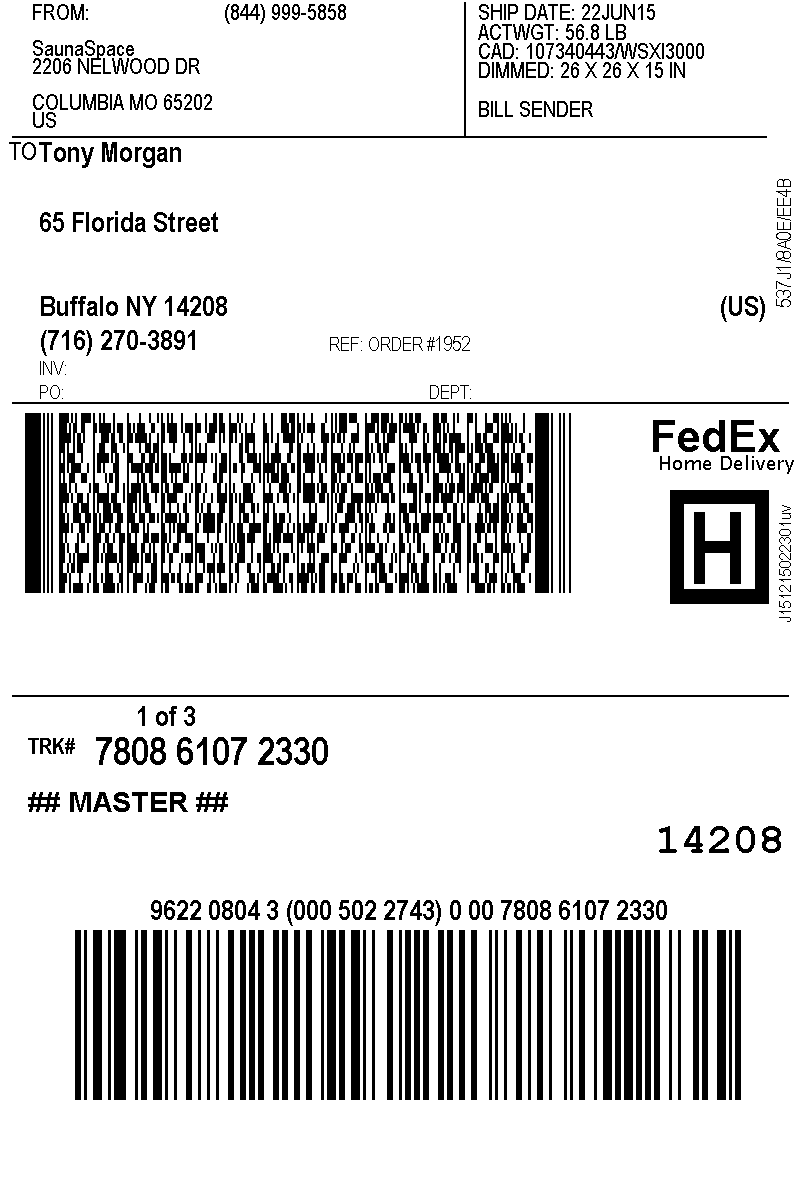 FROM: (844) 999-5858
SaunaSpace
2206 NELWOOD DR
COLUMBIA MO 65202
US
SHIP DATE: 22JUN15
ACTWGT: 56.8 LB
CAD: 107340443/WSXI3000
DIMMED: 26 X 26 X 15 IN
BILL SENDER
TO Tony Morgan
65 Florida Street
Buffalo NY 14208 (US)
(716) 270-3891 REF: ORDER #1952
INV:
PO: DEPT:
537J1/8A0E/EE4B
FedEx
Home Delivery
H
J151215022301uv
1 of 3
TRK# 7808 6107 2330
## MASTER ##
14208
9622 0804 3 (000 502 2743) 0 00 7808 6107 2330